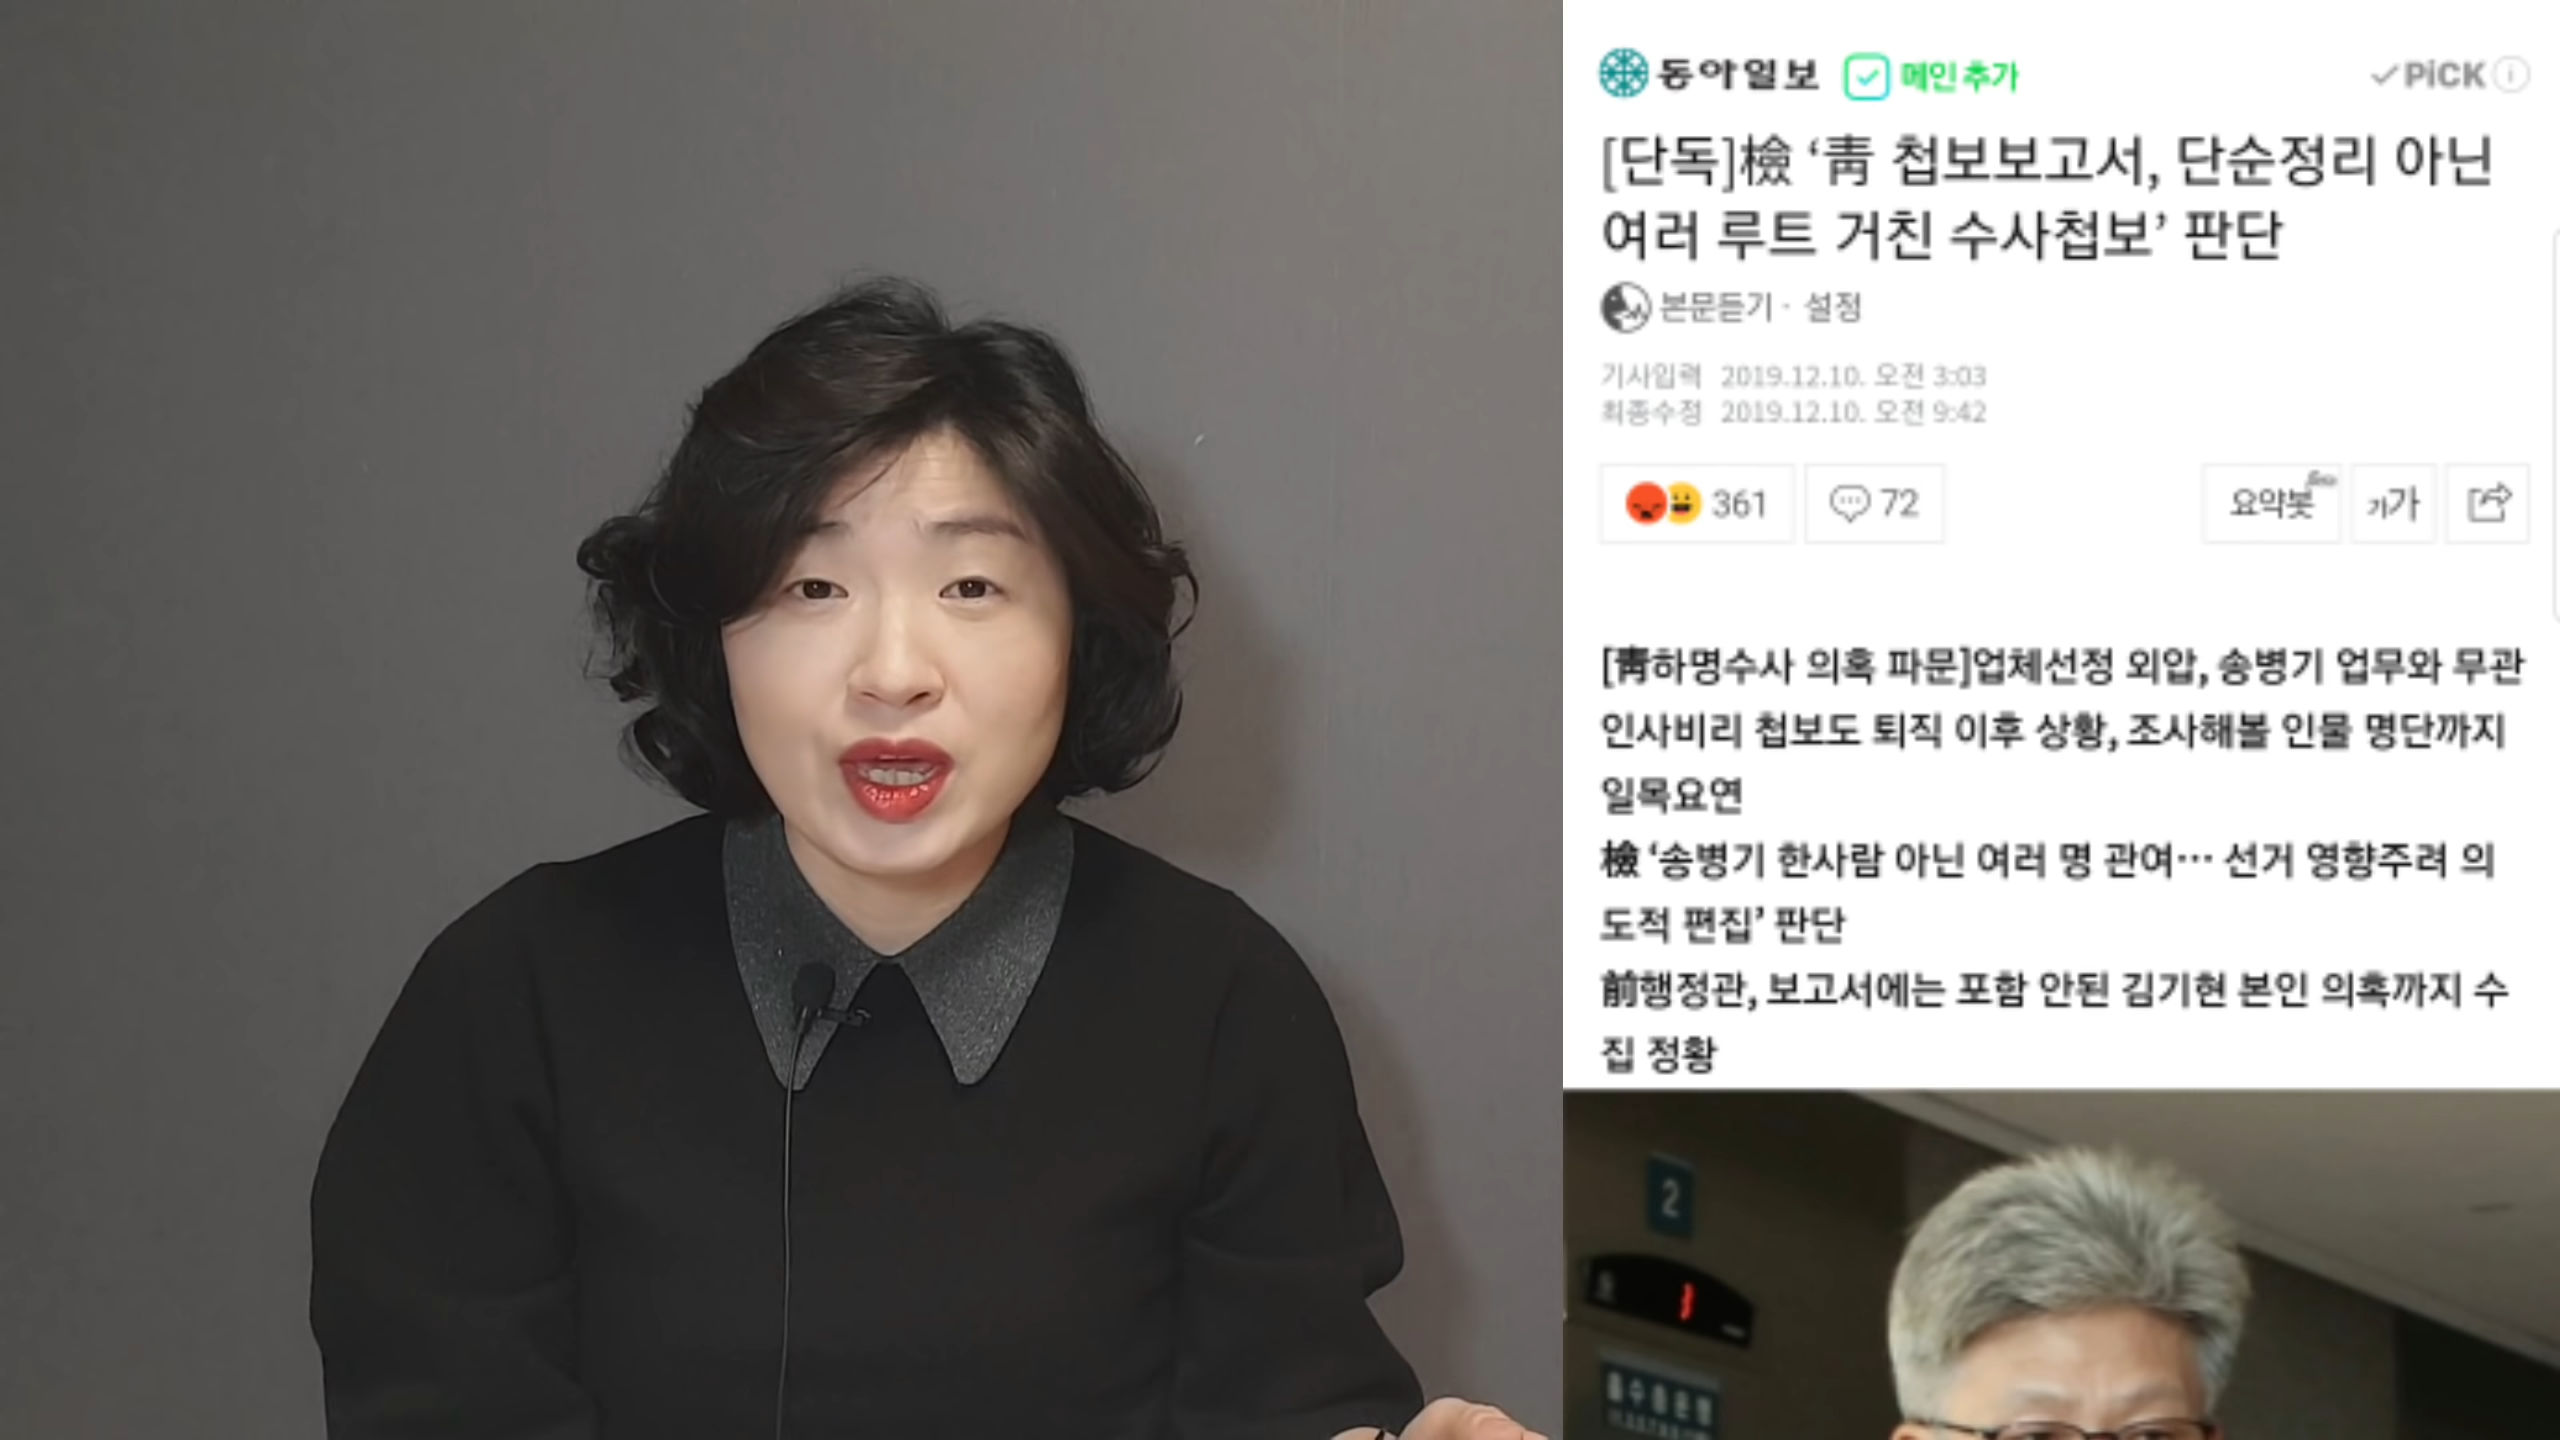 동아일보 메인 추가 PiCK
[단독]檢 ‘靑 첩보보고서, 단순정리 아닌
여러 루트 거친 수사첩보’ 판단
본문듣기 · 설정
기사입력 2019.12.10. 오전 3:03
최종수정 2019.12.10. 오전 9:42
361 72 요약봇 가가
[靑하명수사 의혹 파문]업체선정 외압, 송병기 업무와 무관
인사비리 첩보도 퇴직 이후 상황, 조사해볼 인물 명단까지
일목요연
檢 ‘송병기 한사람 아닌 여러 명 관여… 선거 영향주려 의
도적 편집’ 판단
前행정관, 보고서에는 포함 안된 김기현 본인 의혹까지 수
집 정황
2